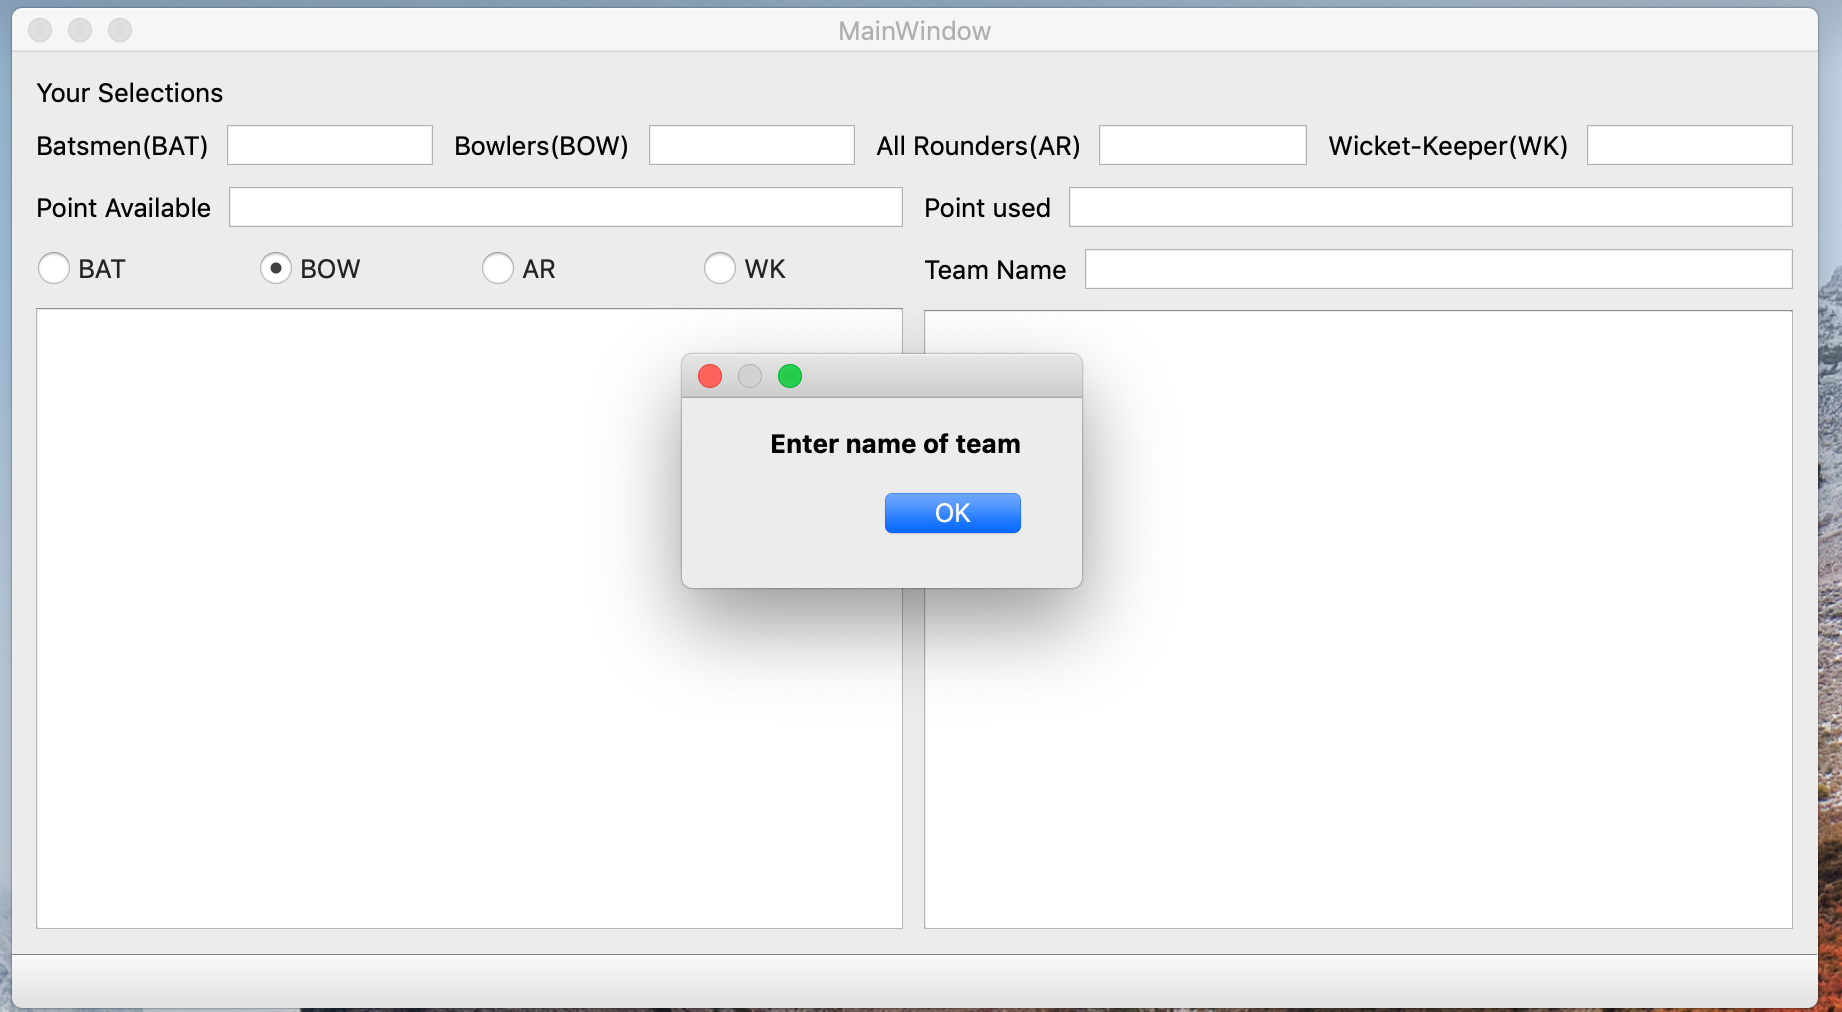 MainWindow
Your Selections
Batsmen(BAT) Bowlers(BOW) All Rounders(AR) Wicket-Keeper(WK)
Point Available Point used
BAT BOW AR WK Team Name
Enter name of team
OK